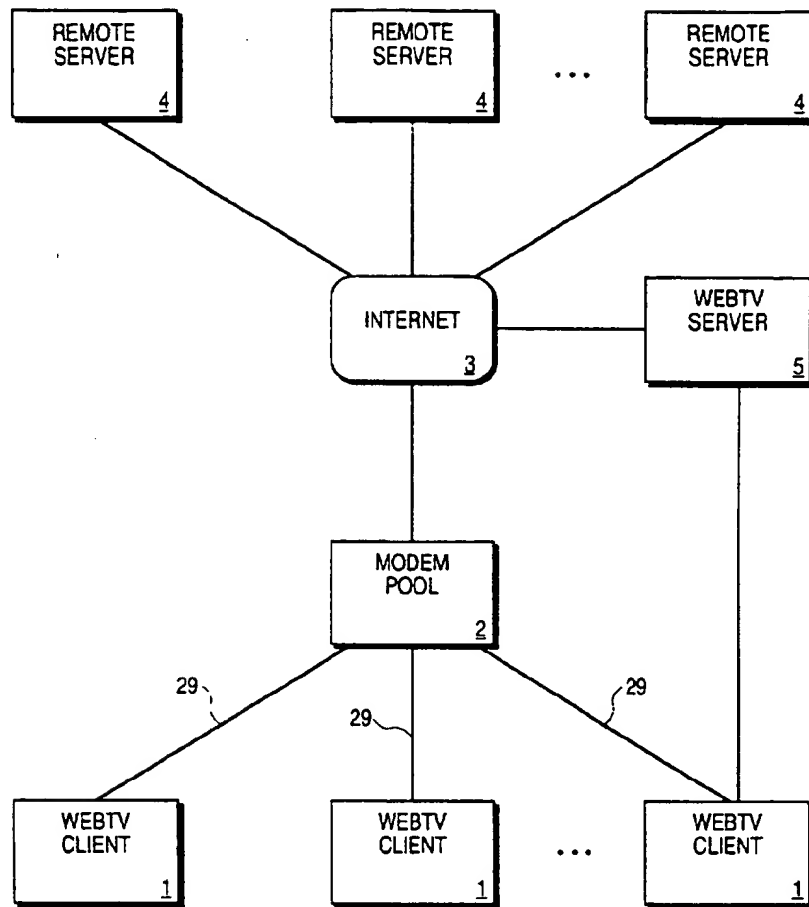 REMOTE
SERVER
4
REMOTE
SERVER
4
...
REMOTE
SERVER
4
INTERNET
3
WEBTV
SERVER
5
MODEM
POOL
2
29
29
29
WEBTV
CLIENT
1
WEBTV
CLIENT
1
...
WEBTV
CLIENT
1